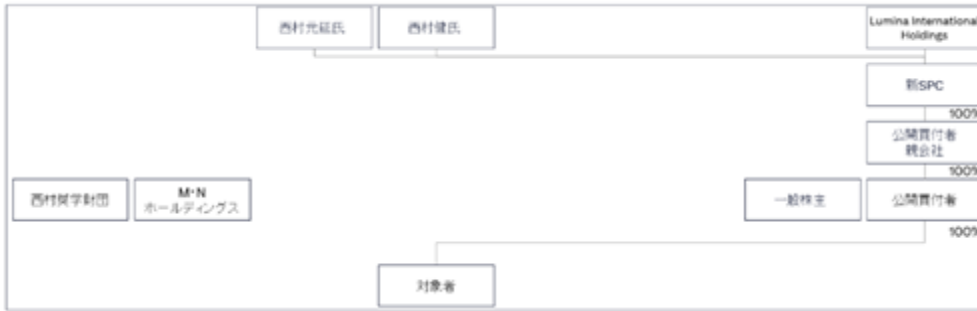 西村元延氏
西村健氏
Lumina International
Holdings
新SPC
100%
公開買付者
親会社
100%
西村奨学財団
M・N
ホールディングス
一般株主
公開買付者
100%
対象者